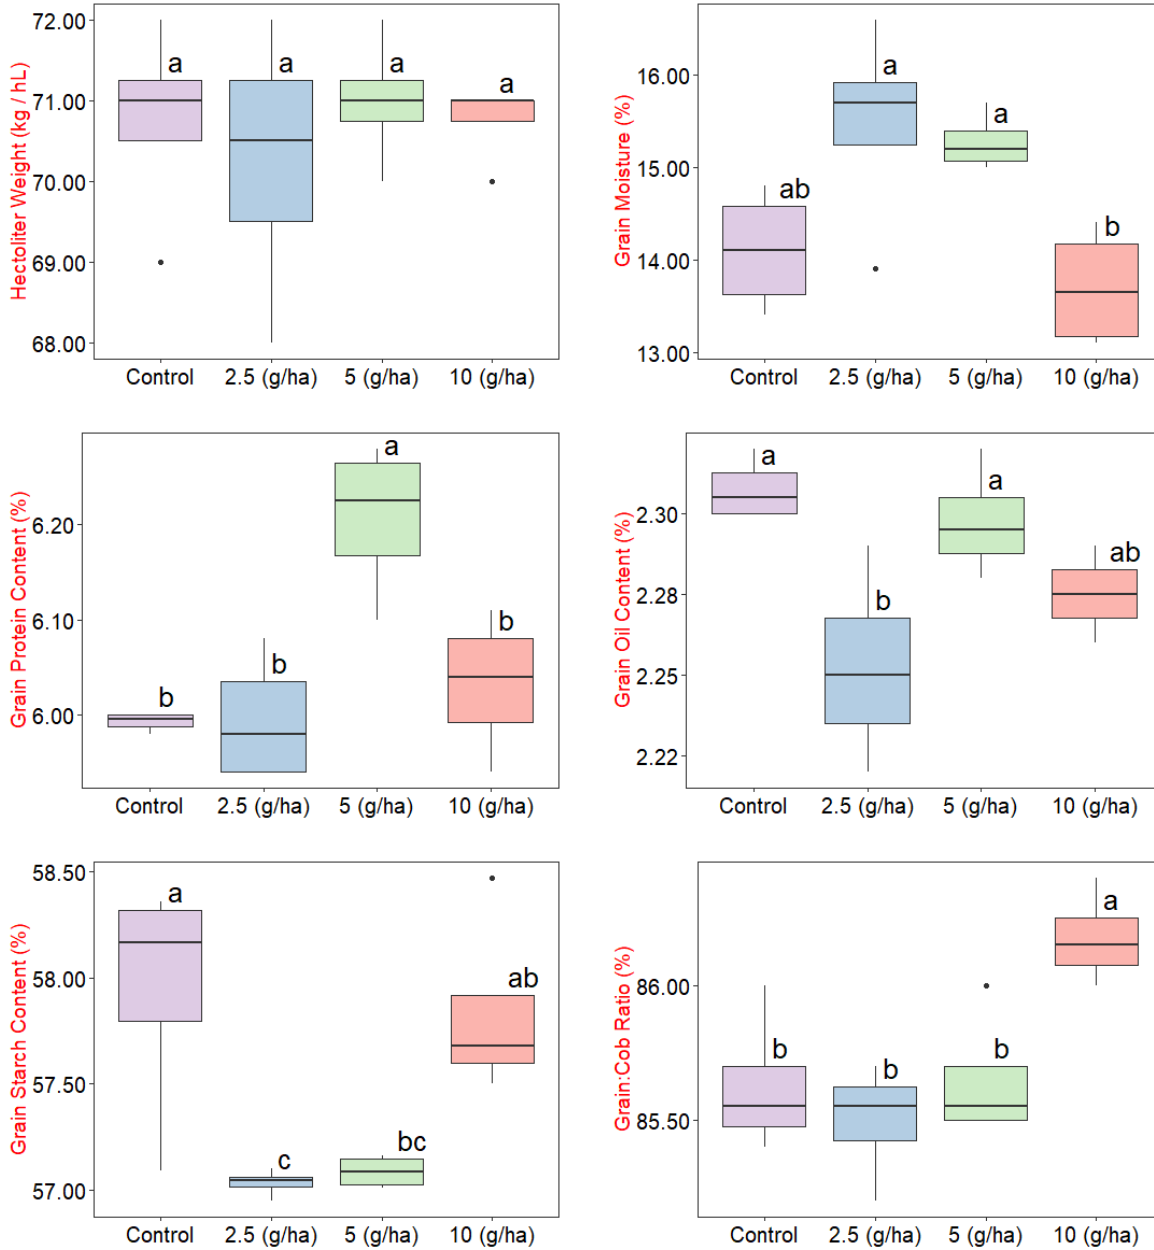 Hectoliter Weight (kg / hL)
72.00
71.00
70.00
69.00
68.00
a
a
a
a
Control
2.5 (g/ha)
5 (g/ha)
10 (g/ha)
Grain Moisture (%)
16.00
15.00
14.00
13.00
ab
a
a
b
Control
2.5 (g/ha)
5 (g/ha)
10 (g/ha)
Grain Protein Content (%)
6.20
6.10
6.00
b
b
a
b
Control
2.5 (g/ha)
5 (g/ha)
10 (g/ha)
Grain Oil Content (%)
2.30
2.28
2.25
2.22
a
b
a
ab
Control
2.5 (g/ha)
5 (g/ha)
10 (g/ha)
Grain Starch Content (%)
58.50
58.00
57.50
57.00
a
c
bc
ab
Control
2.5 (g/ha)
5 (g/ha)
10 (g/ha)
Grain:Cob Ratio (%)
86.00
85.50
b
b
b
a
Control
2.5 (g/ha)
5 (g/ha)
10 (g/ha)